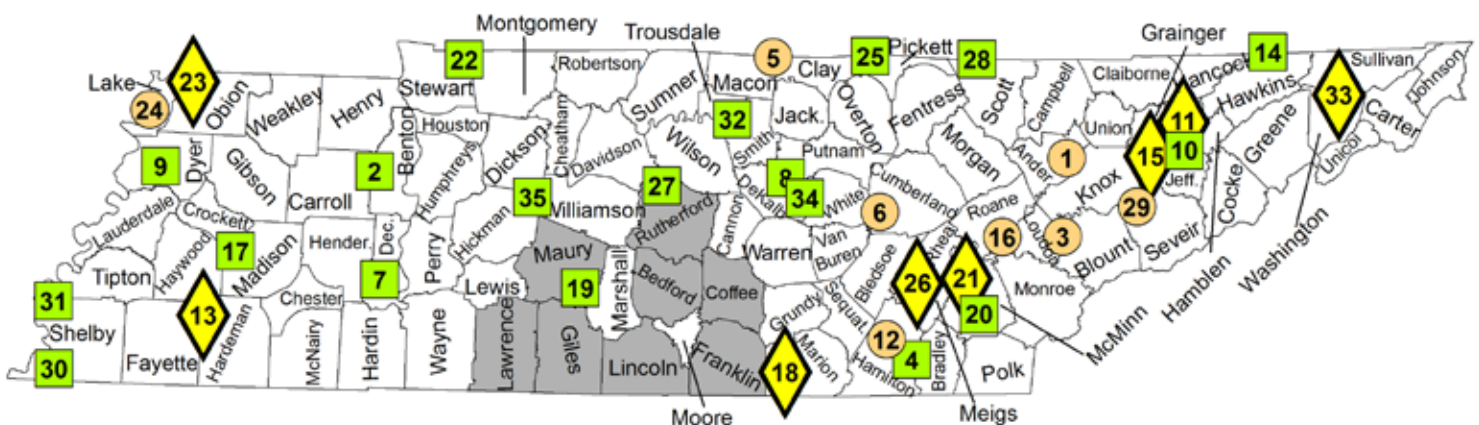 Montgomery
Trousdale
Grainger
Pickett
Lake
Obion
Weakley
Henry
Stewart
Robertson
Sumner
Macon
Clay
Overton
Fentress
Scott
Campbell
Claiborne
Hancock
Hawkins
Sullivan
Johnson
Carter
Houston
Benton
Dickson
Cheatham
Davidson
Wilson
Smith
Jack.
Putnam
Morgan
Ander
Union
Greene
Unicoi
Dyer
Gibson
Carroll
Humphreys
Hickman
Williamson
Rutherford
Cannon
DeKalb
White
Cumberland
Roane
Knox
Jeff.
Cocke
Lauderdale
Crockett
Haywood
Madison
Hender.
Dec.
Perry
Maury
Warren
Van
Buren
Bledsoe
Rhea
Loudon
Blount
Seveir
Tipton
Chester
Lewis
Marshall
Bedford
Coffee
Grundy
Sequat.
Monroe
Hamblen
Washington
Shelby
Fayette
Hardeman
McNairy
Hardin
Wayne
Lawrence
Giles
Lincoln
Franklin
Marion
Hamilton
Bradley
Polk
McMinn
Moore
Meigs
22
5
25
28
14
23
24
33
32
11
10
15
1
9
2
8
34
27
35
6
29
17
16
3
31
13
7
19
26
21
20
30
18
12
4